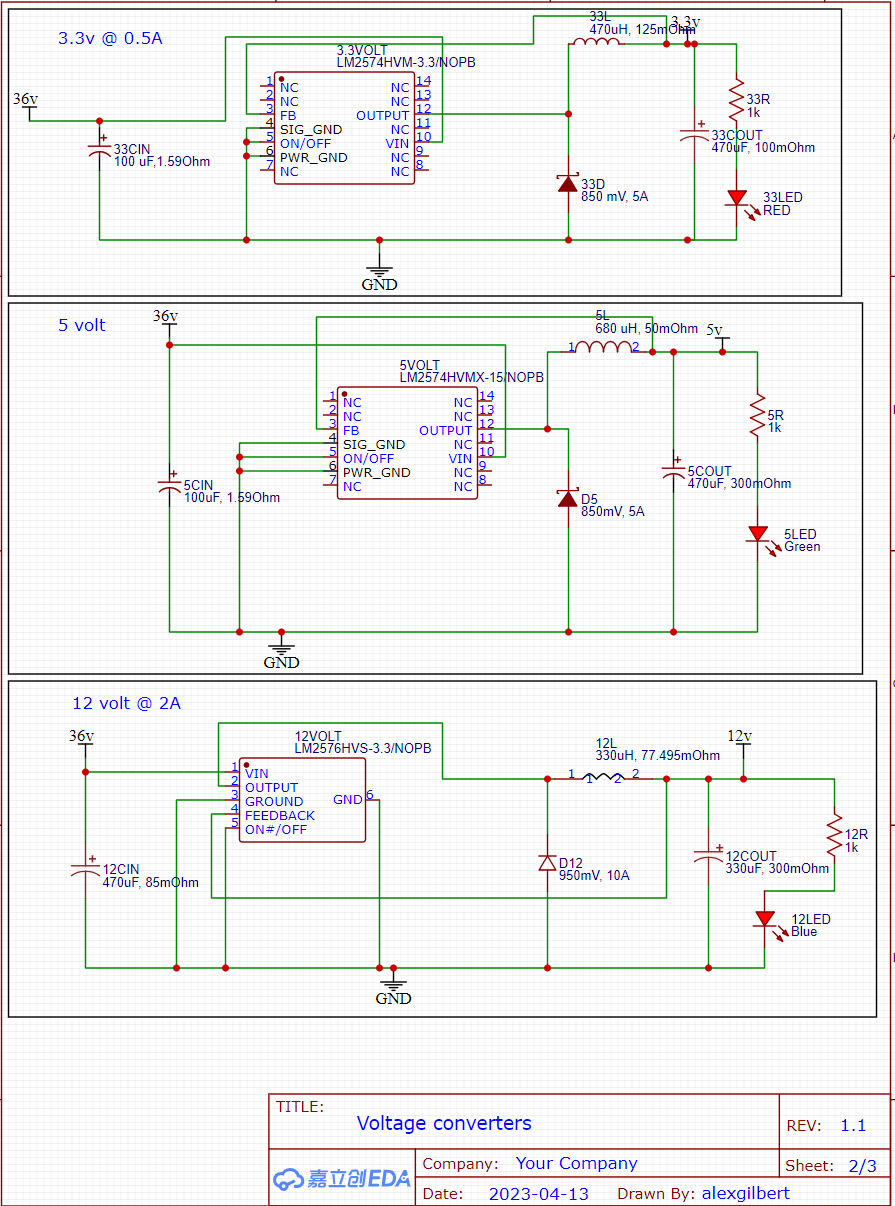 3.3v @ 0.5A
36v
33CIN
100 uF,1.59Ohm
3.3VOLT
LM2574HVM-3.3/NOPB
1 NC
2 NC
3 FB
4 SIG_GND
5 ON/OFF
6 PWR_GND
7 NC
NC 14
NC 13
OUTPUT 12
NC 11
VIN 10
NC 9
NC 8
33L
470uH, 125mOhm
3.3v
33R
1k
33COUT
470uF, 100mOhm
33D
850 mV, 5A
33LED
RED
GND
5 volt
36v
5CIN
100uF, 1.59Ohm
5VOLT
LM2574HVMX-15/NOPB
1 NC
2 NC
3 FB
4 SIG_GND
5 ON/OFF
6 PWR_GND
7 NC
NC 14
NC 13
OUTPUT 12
NC 11
VIN 10
NC 9
NC 8
5L
680 uH, 50mOhm
1 2
5v
5R
1k
5COUT
470uF, 300mOhm
D5
850mV, 5A
5LED
Green
GND
12 volt @ 2A
36v
12CIN
470uF, 85mOhm
12VOLT
LM2576HVS-3.3/NOPB
1 VIN
2 OUTPUT
3 GROUND
4 FEEDBACK
5 ON#/OFF
GND 6
12L
330uH, 77.495mOhm
1 1 2 2
12v
12R
1k
12COUT
330uF, 300mOhm
D12
950mV, 10A
12LED
Blue
GND
TITLE:
Voltage converters
REV: 1.1
嘉立创EDA
Company: Your Company
Sheet: 2/3
Date: 2023-04-13
Drawn By: alexgilbert